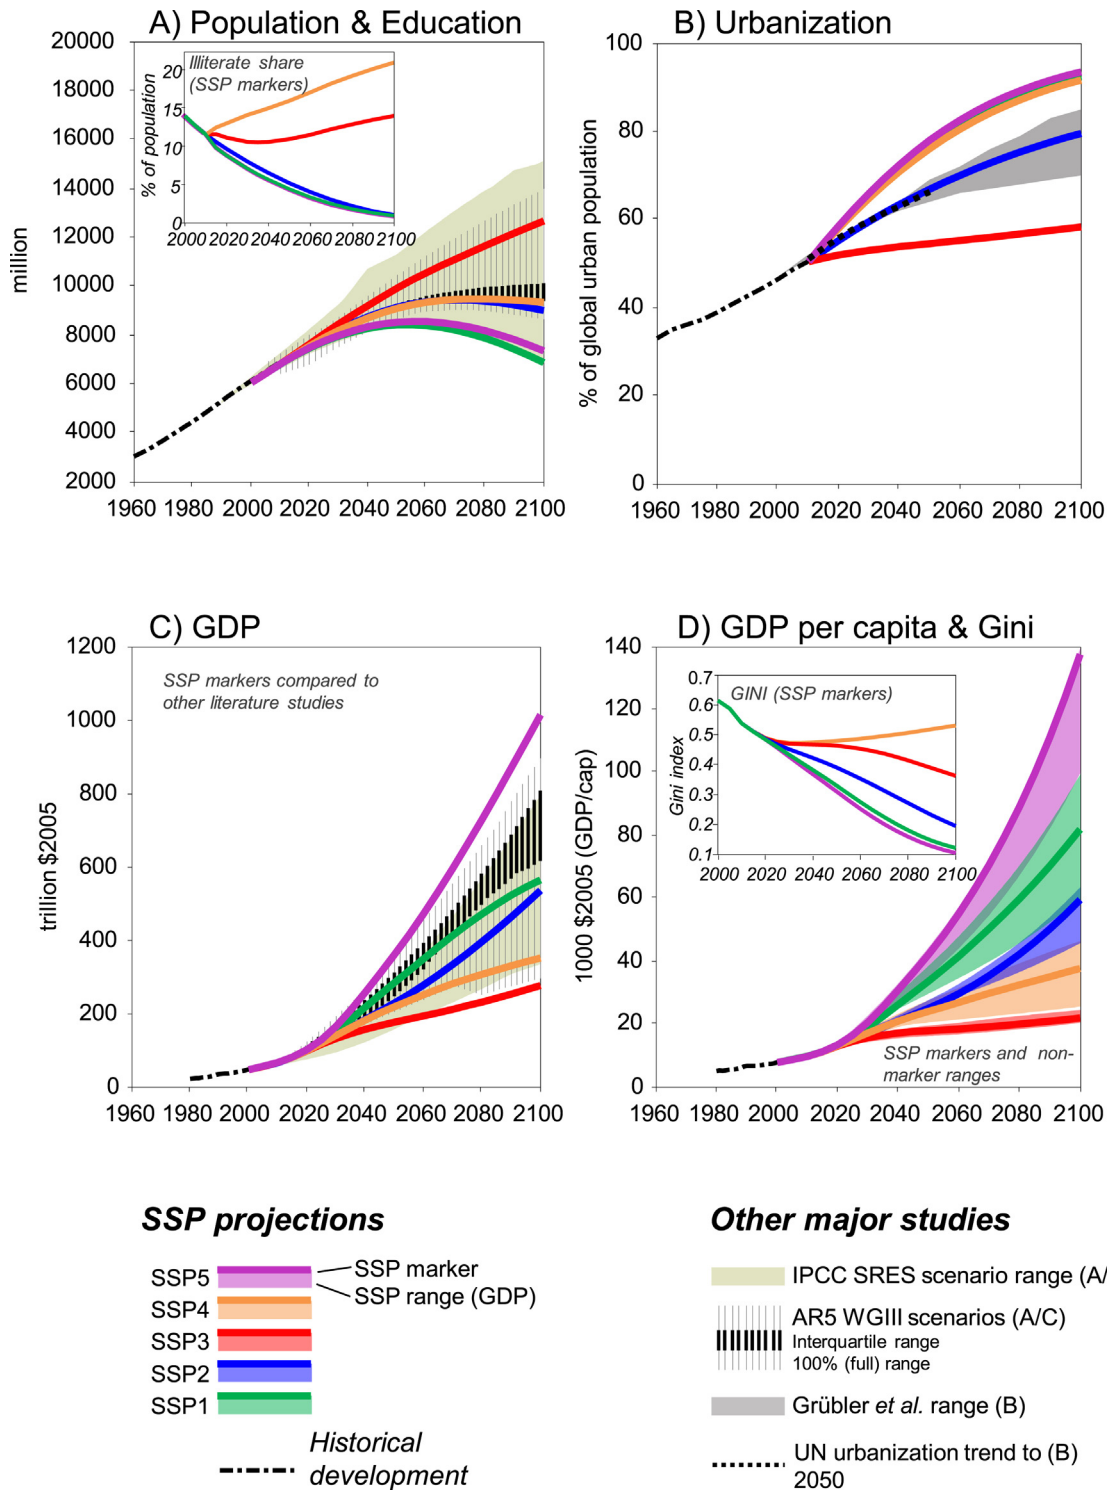 A) Population & Education
20000
18000
16000
14000
12000
10000
8000
6000
4000
2000
million
1960 1980 2000 2020 2040 2060 2080 2100
Illiterate share
(SSP markers)
% of population
20
15
10
5
0
2000 2020 2040 2060 2080 2100
B) Urbanization
100
80
60
40
20
0
% of global urban population
1960 1980 2000 2020 2040 2060 2080 2100
C) GDP
1200
1000
800
600
400
200
0
trillion $2005
SSP markers compared to
other literature studies
1960 1980 2000 2020 2040 2060 2080 2100
D) GDP per capita & Gini
140
120
100
80
60
40
20
0
1000 $2005 (GDP/cap)
GINI (SSP markers)
Gini index
0.7
0.6
0.5
0.4
0.3
0.2
0.1
2000 2020 2040 2060 2080 2100
SSP markers and non-
marker ranges
1960 1980 2000 2020 2040 2060 2080 2100
SSP projections
SSP5
SSP marker
SSP range (GDP)
SSP4
SSP3
SSP2
SSP1
Historical
development
Other major studies
IPCC SRES scenario range (A/
AR5 WGIII scenarios (A/C)
Interquartile range
100% (full) range
Grübler et al. range (B)
UN urbanization trend to (B)
2050